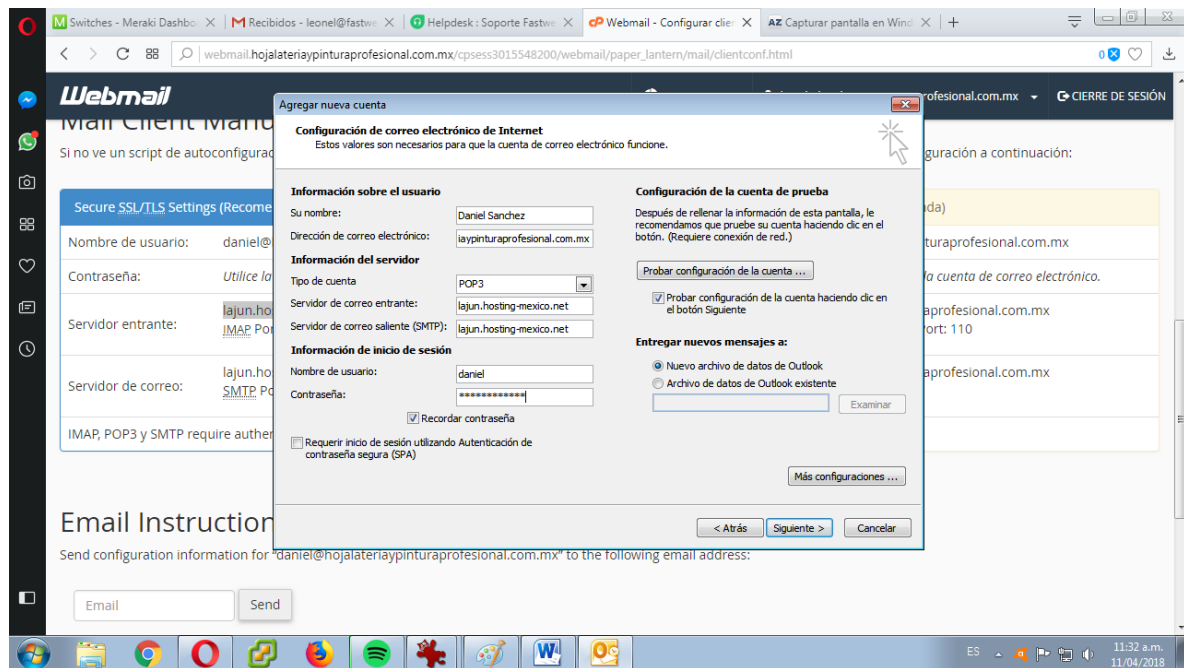 Switches - Meraki Dashbo
Recibidos - leonel@fastwe
Helpdesk : Soporte Fastwe
Webmail - Configurar clien
Capturar pantalla en Wind
webmail.hojalateriaypinturaprofesional.com.mx/cpsess3015548200/webmail/paper_lantern/mail/clientconf.html
0
Webmail
rofesional.com.mx
CIERRE DE SESIÓN
Mail Client Manu
Si no ve un script de autoconfigurac
guración a continuación:
Secure SSL/TLS Settings (Recome
da)
Nombre de usuario: daniel@
turaprofesional.com.mx
Contraseña: Utilice la
la cuenta de correo electrónico.
Servidor entrante: lajun.ho
IMAP Por
aprofesional.com.mx
ort: 110
Servidor de correo: lajun.ho
SMTP Po
aprofesional.com.mx
IMAP, POP3 y SMTP require auther
Agregar nueva cuenta
Configuración de correo electrónico de Internet
Estos valores son necesarios para que la cuenta de correo electrónico funcione.
Información sobre el usuario
Su nombre: Daniel Sanchez
Dirección de correo electrónico: iaypinturaprofesional.com.mx
Información del servidor
Tipo de cuenta POP3
Servidor de correo entrante: lajun.hosting-mexico.net
Servidor de correo saliente (SMTP): lajun.hosting-mexico.net
Información de inicio de sesión
Nombre de usuario: daniel
Contraseña: ************
Recordar contraseña
Requerir inicio de sesión utilizando Autenticación de
contraseña segura (SPA)
Configuración de la cuenta de prueba
Después de rellenar la información de esta pantalla, le
recomendamos que pruebe su cuenta haciendo clic en el
botón. (Requiere conexión de red.)
Probar configuración de la cuenta ...
Probar configuración de la cuenta haciendo clic en
el botón Siguiente
Entregar nuevos mensajes a:
Nuevo archivo de datos de Outlook
Archivo de datos de Outlook existente
Examinar
Más configuraciones ...
< Atrás
Siguiente >
Cancelar
Email Instruction
Send configuration information for "daniel@hojalateriaypinturaprofesional.com.mx" to the following email address:
Email
Send
ES
11:32 a.m.
11/04/2018